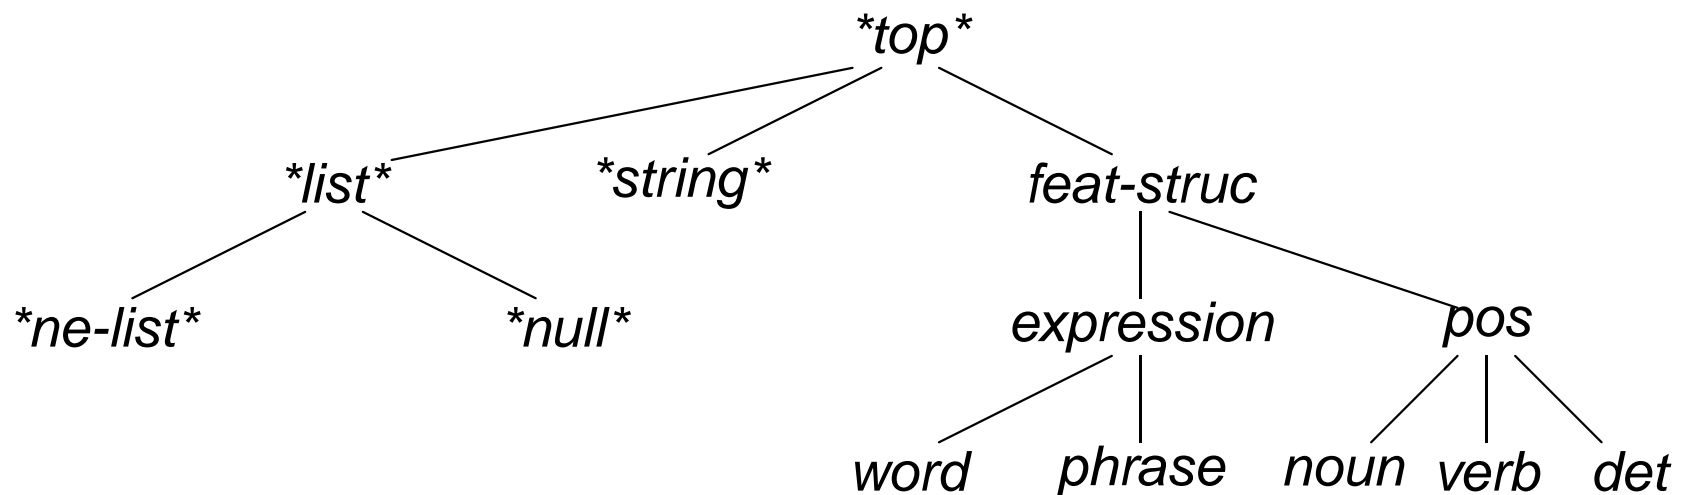 *top*
*list* *string* feat-struc
*ne-list* *null* expression pos
word phrase noun verb det